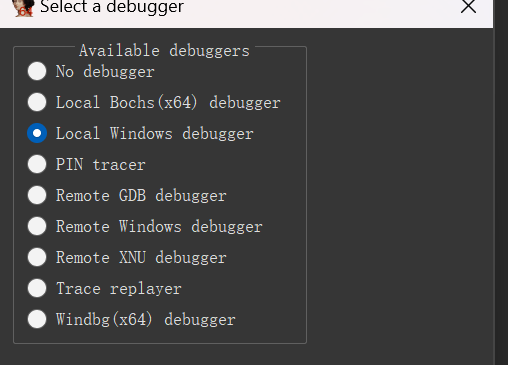 Select a debugger
Available debuggers
No debugger
Local Bochs(x64) debugger
Local Windows debugger
PIN tracer
Remote GDB debugger
Remote Windows debugger
Remote XNU debugger
Trace replayer
Windbg(x64) debugger